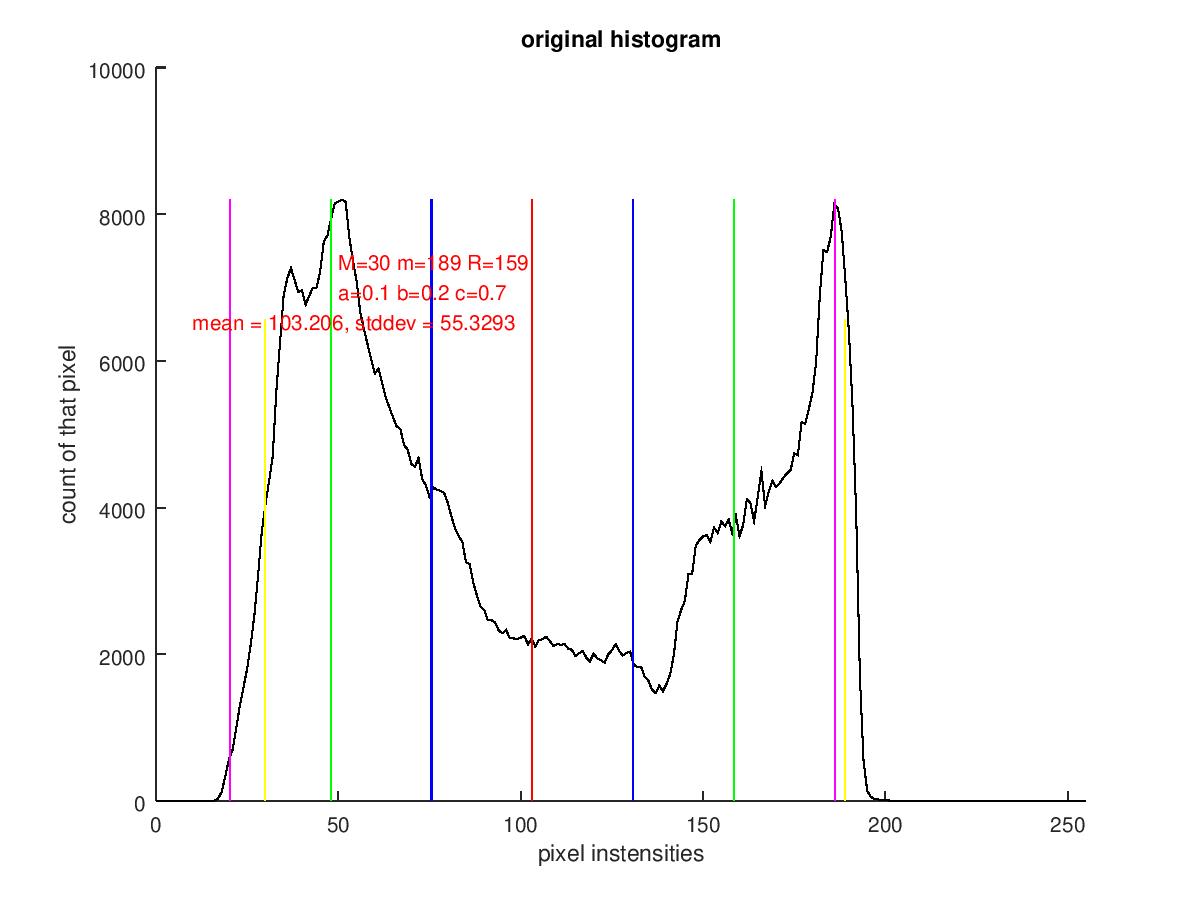 original histogram
10000
8000
6000
4000
2000
0
count of that pixel
M=30 m=189 R=159
a=0.1 b=0.2 c=0.7
mean = 103.206, stddev = 55.3293
0 50 100 150 200 250
pixel instensities